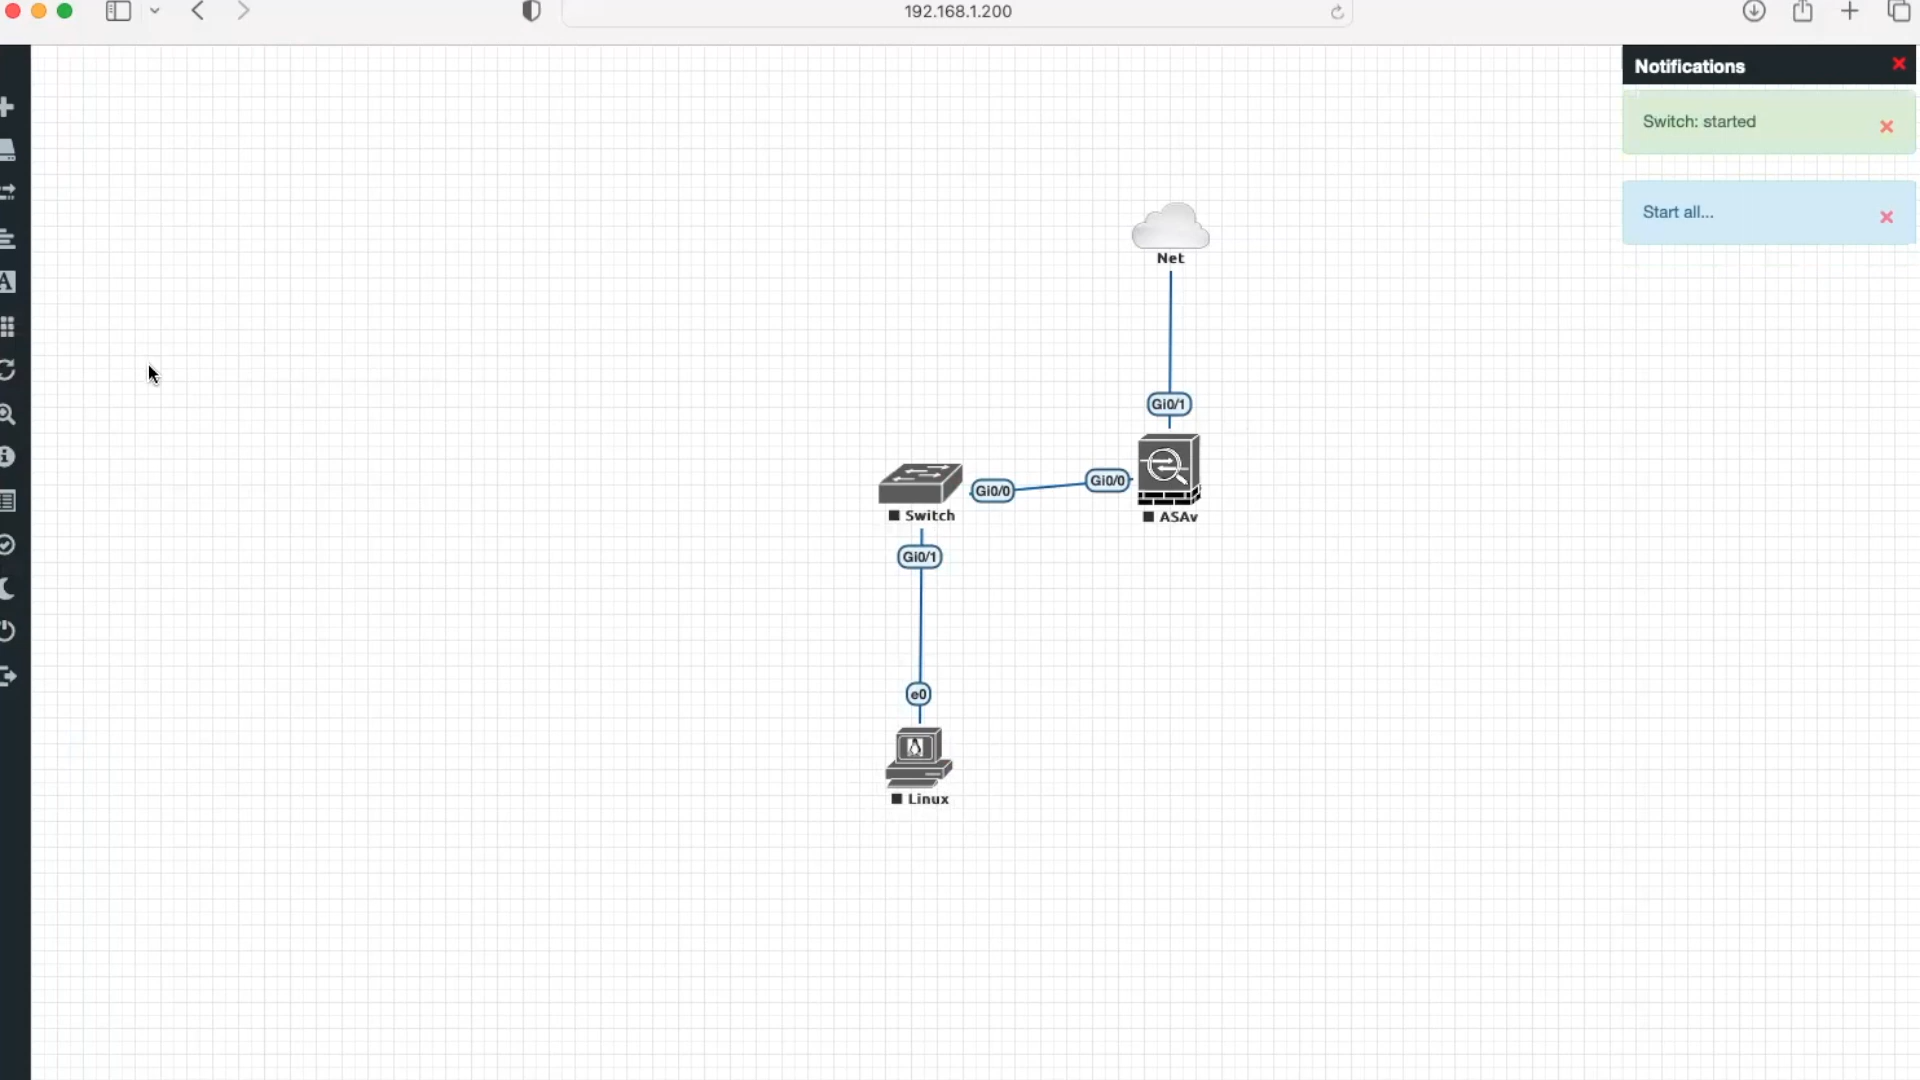 192.168.1.200
Notifications
Switch: started
Start all...
Net
Gi0/1
Gi0/0
Gi0/0
Switch
ASAv
Gi0/1
e0
Linux